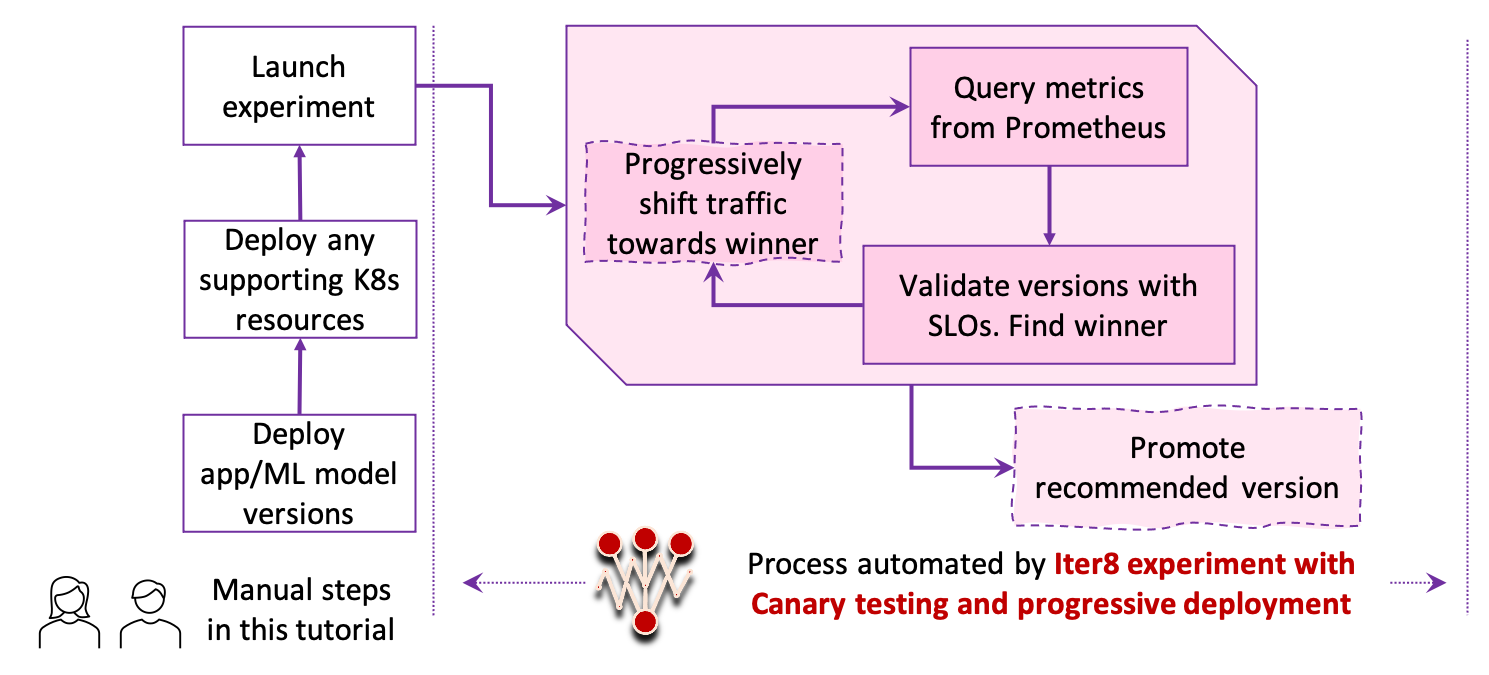 Launch
experiment
Deploy any
supporting K8s
resources
Deploy
app/ML model
versions
Manual steps
in this tutorial
Progressively
shift traffic
towards winner
Query metrics
from Prometheus
Validate versions with
SLOs. Find winner
Promote
recommended version
Process automated by Iter8 experiment with
Canary testing and progressive deployment